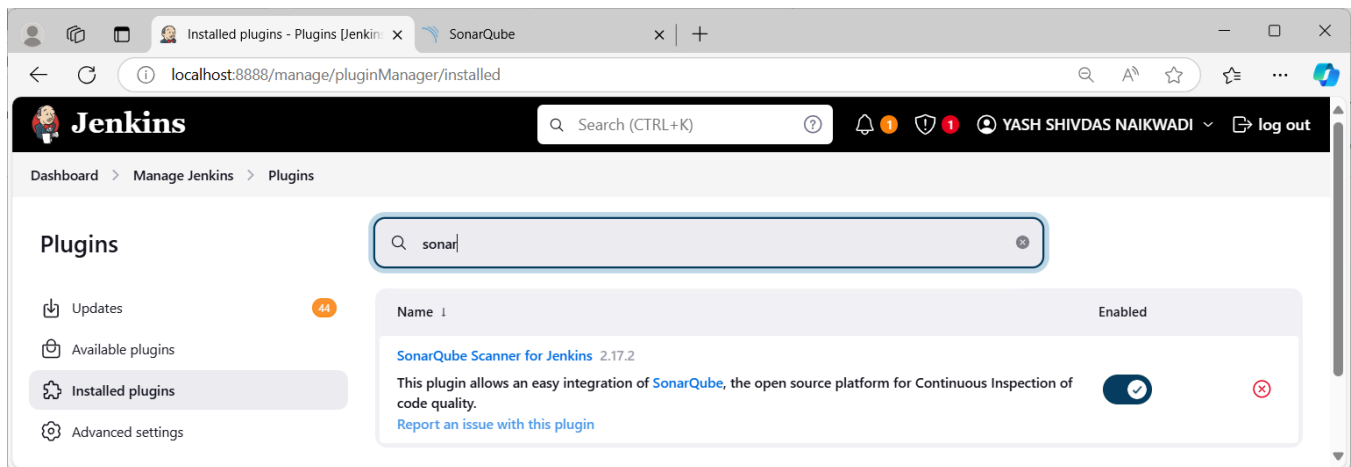 Installed plugins - Plugins [Jenkin
SonarQube
localhost:8888/manage/pluginManager/installed
Jenkins
Search (CTRL+K)
1
1
YASH SHIVDAS NAIKWADI
log out
Dashboard > Manage Jenkins > Plugins
Plugins
sonar
Updates
44
Available plugins
Installed plugins
Advanced settings
Name ↓
Enabled
SonarQube Scanner for Jenkins 2.17.2
This plugin allows an easy integration of SonarQube, the open source platform for Continuous Inspection of
code quality.
Report an issue with this plugin